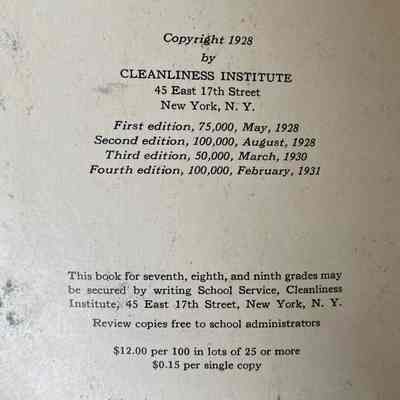 Copyright 1928
by
CLEANLINESS INSTITUTE
45 East 17th Street
New York, N. Y.
First edition, 75,000, May, 1928
Second edition, 100,000, August, 1928
Third edition, 50,000, March, 1930
Fourth edition, 100,000, February, 1931
This book for seventh, eighth, and ninth grades may
be secured by writing School Service, Cleanliness
Institute, 45 East 17th Street, New York, N. Y.
Review copies free to school administrators
$12.00 per 100 in lots of 25 or more
$0.15 per single copy